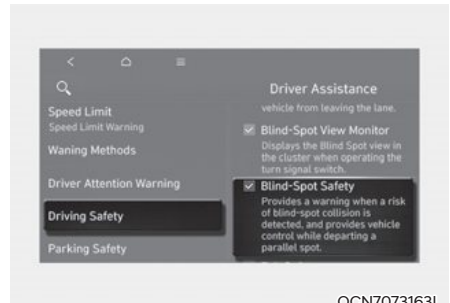 Driver Assistance
Speed Limit
Speed Limit Warning
Waning Methods
Driver Attention Warning
Driving Safety
Parking Safety
vehicle from leaving the lane.
Blind-Spot View Monitor
Displays the Blind Spot view in
the cluster when operating the
turn signal switch.
Blind-Spot Safety
Provides a warning when a risk
of blind-spot collision is
detected, and provides vehicle
control while departing a
parallel spot.